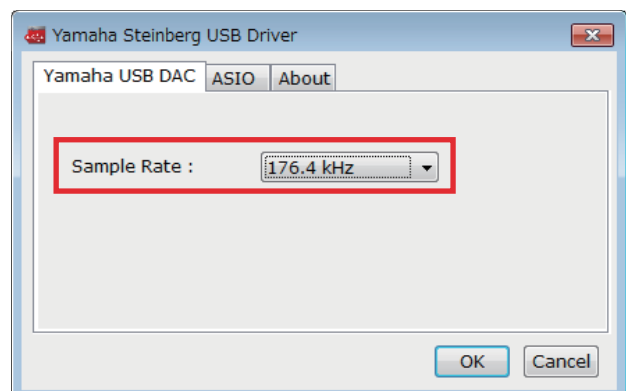 Yamaha Steinberg USB Driver
Yamaha USB DAC ASIO About
Sample Rate : 176.4 kHz
OK Cancel